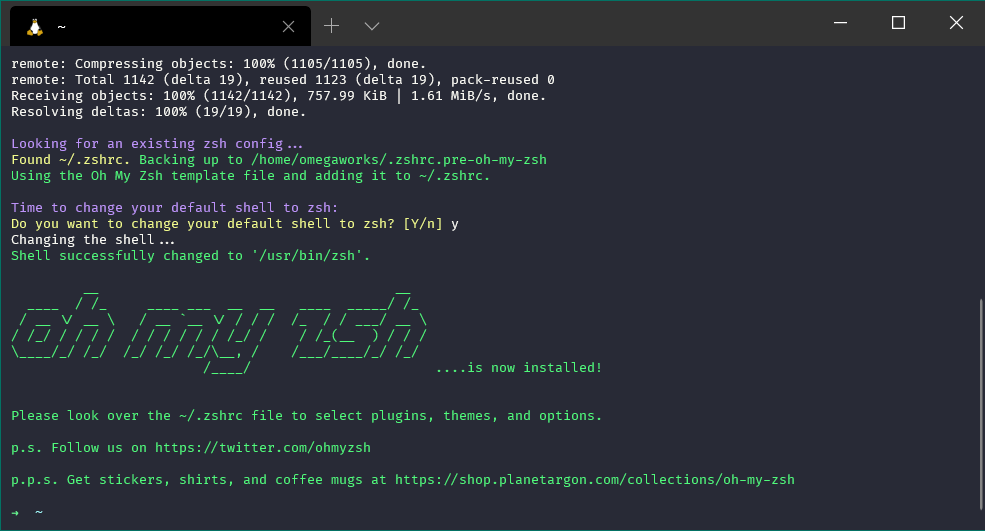 ~
remote: Compressing objects: 100% (1105/1105), done.
remote: Total 1142 (delta 19), reused 1123 (delta 19), pack-reused 0
Receiving objects: 100% (1142/1142), 757.99 KiB | 1.61 MiB/s, done.
Resolving deltas: 100% (19/19), done.
Looking for an existing zsh config...
Found ~/.zshrc. Backing up to /home/omegaworks/.zshrc.pre-oh-my-zsh
Using the Oh My Zsh template file and adding it to ~/.zshrc.
Time to change your default shell to zsh:
Do you want to change your default shell to zsh? [Y/n] y
Changing the shell...
Shell successfully changed to '/usr/bin/zsh'.
oh my zsh
....is now installed!
Please look over the ~/.zshrc file to select plugins, themes, and options.
p.s. Follow us on https://twitter.com/ohmyzsh
p.p.s. Get stickers, shirts, and coffee mugs at https://shop.planetargon.com/collections/oh-my-zsh
→ ~